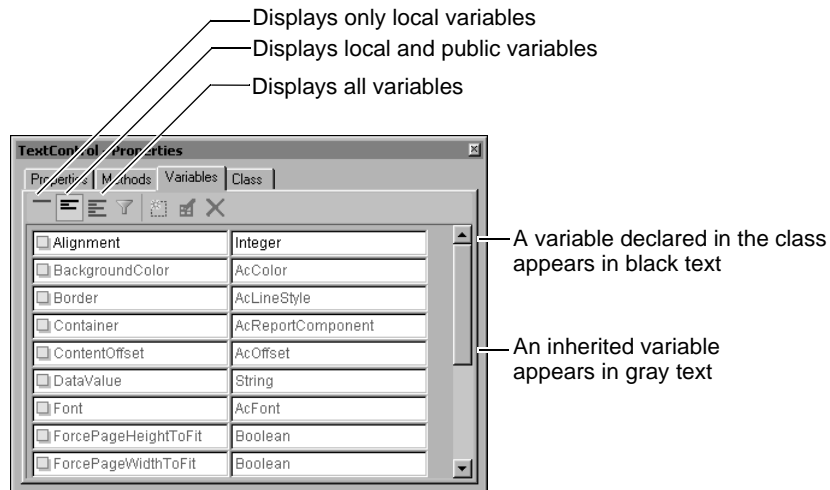 Displays only local variables
Displays local and public variables
Displays all variables
TextControl - Properties
Properties Methods Variables Class
Alignment Integer
BackgroundColor AcColor
Border AcLineStyle
Container AcReportComponent
ContentOffset AcOffset
DataValue String
Font AcFont
ForcePageHeightToFit Boolean
ForcePageWidthToFit Boolean
A variable declared in the class
appears in black text
An inherited variable
appears in gray text